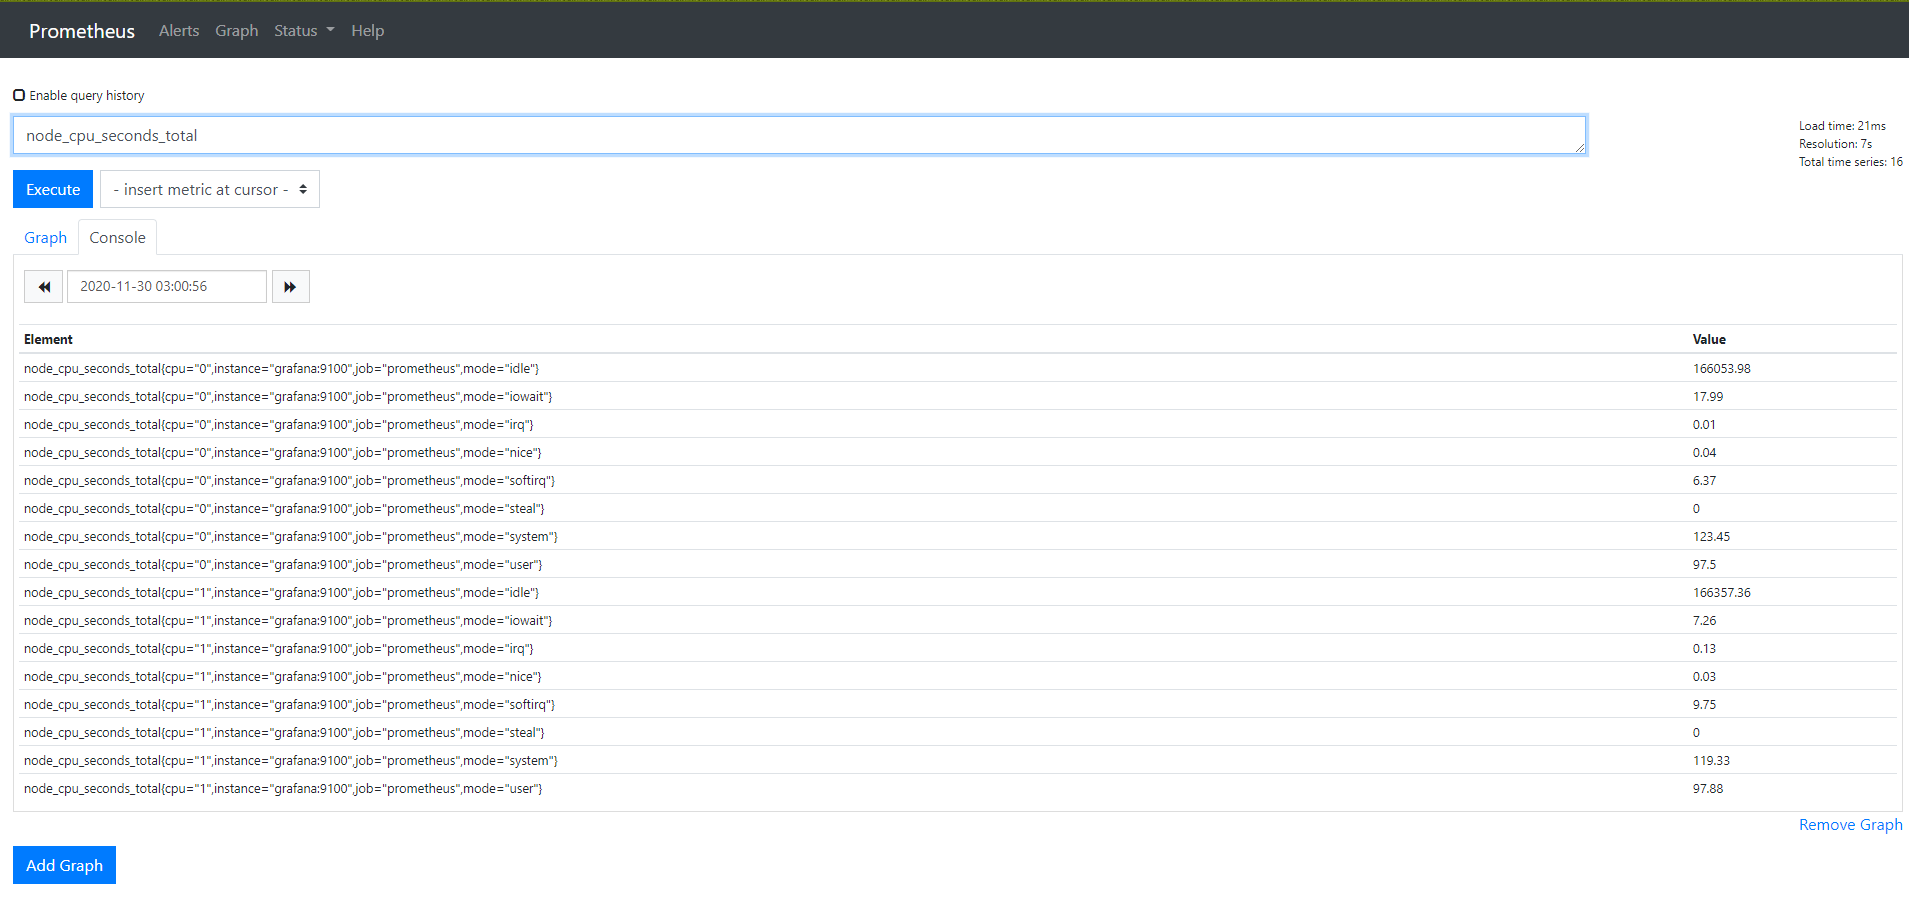 Prometheus Alerts Graph Status Help
Enable query history
node_cpu_seconds_total
Load time: 21ms
Resolution: 7s
Total time series: 16
Execute - insert metric at cursor -
Graph Console
2020-11-30 03:00:56
Element Value
node_cpu_seconds_total{cpu="0",instance="grafana:9100",job="prometheus",mode="idle"} 166053.98
node_cpu_seconds_total{cpu="0",instance="grafana:9100",job="prometheus",mode="iowait"} 17.99
node_cpu_seconds_total{cpu="0",instance="grafana:9100",job="prometheus",mode="irq"} 0.01
node_cpu_seconds_total{cpu="0",instance="grafana:9100",job="prometheus",mode="nice"} 0.04
node_cpu_seconds_total{cpu="0",instance="grafana:9100",job="prometheus",mode="softirq"} 6.37
node_cpu_seconds_total{cpu="0",instance="grafana:9100",job="prometheus",mode="steal"} 0
node_cpu_seconds_total{cpu="0",instance="grafana:9100",job="prometheus",mode="system"} 123.45
node_cpu_seconds_total{cpu="0",instance="grafana:9100",job="prometheus",mode="user"} 97.5
node_cpu_seconds_total{cpu="1",instance="grafana:9100",job="prometheus",mode="idle"} 166357.36
node_cpu_seconds_total{cpu="1",instance="grafana:9100",job="prometheus",mode="iowait"} 7.26
node_cpu_seconds_total{cpu="1",instance="grafana:9100",job="prometheus",mode="irq"} 0.13
node_cpu_seconds_total{cpu="1",instance="grafana:9100",job="prometheus",mode="nice"} 0.03
node_cpu_seconds_total{cpu="1",instance="grafana:9100",job="prometheus",mode="softirq"} 9.75
node_cpu_seconds_total{cpu="1",instance="grafana:9100",job="prometheus",mode="steal"} 0
node_cpu_seconds_total{cpu="1",instance="grafana:9100",job="prometheus",mode="system"} 119.33
node_cpu_seconds_total{cpu="1",instance="grafana:9100",job="prometheus",mode="user"} 97.88
Remove Graph
Add Graph